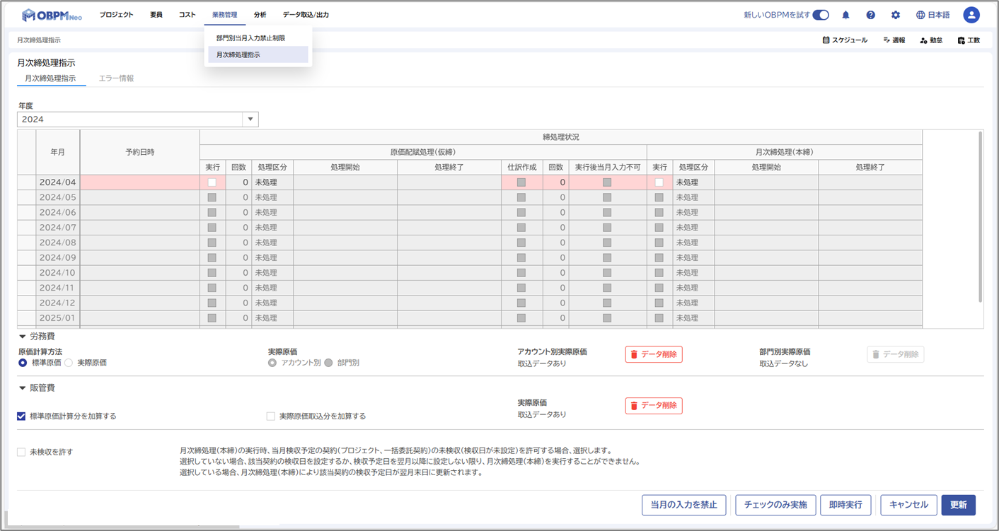 OBPM Neo プロジェクト 要員 コスト 業務管理 分析 データ取込/出力 新しいOBPMを試す 日本語
部門別当月入力禁止制限
月次締処理指示
月次締処理指示 スケジュール 週報 勤怠 工数
月次締処理指示
月次締処理指示 エラー情報
年度
2024
締処理状況
年月 予約日時 原価配賦処理(仮締) 月次締処理(本締)
実行 回数 処理区分 処理開始 処理終了 仕訳作成 回数 実行後当月入力不可 実行 処理区分 処理開始 処理終了
2024/04 0 未処理 0 未処理
2024/05 0 未処理 0 未処理
2024/06 0 未処理 0 未処理
2024/07 0 未処理 0 未処理
2024/08 0 未処理 0 未処理
2024/09 0 未処理 0 未処理
2024/10 0 未処理 0 未処理
2024/11 0 未処理 0 未処理
2024/12 0 未処理 0 未処理
2025/01 0 未処理 0 未処理
労務費
原価計算方法 実際原価 アカウント別実際原価 データ削除 部門別実際原価 データ削除
標準原価 実際原価 アカウント別 部門別 取込データあり 取込データなし
販管費
実際原価 データ削除
標準原価計算分を加算する 実際原価取込分を加算する 取込データあり
未検収を許す 月次締処理(本締)の実行時、当月検収予定の契約(プロジェクト、一括委託契約)の未検収(検収日が未設定)を許可する場合、選択します。
選択していない場合、該当契約の検収日を設定するか、検収予定日を翌月以降に設定しない限り、月次締処理(本締)を実行することができません。
選択している場合、月次締処理(本締)により該当契約の検収予定日が翌月末日に更新されます。
当月の入力を禁止 チェックのみ実施 即時実行 キャンセル 更新